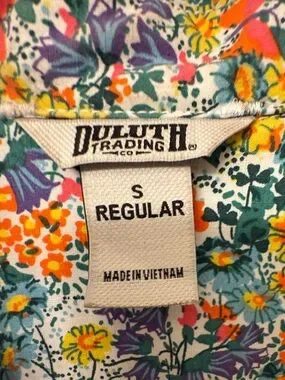 DULUTH
TRADING
CO
S
REGULAR
MADE IN VIETNAM